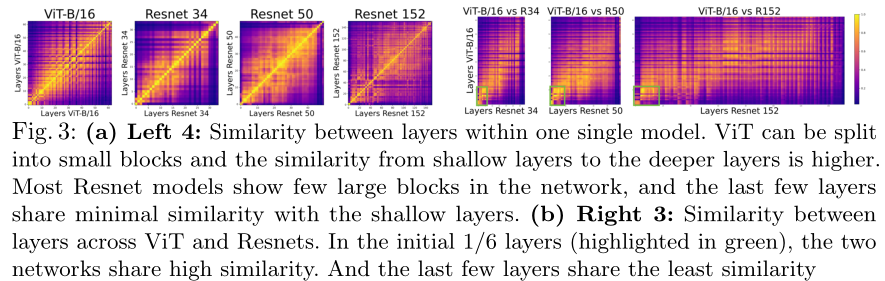 ViT-B/16 Resnet 34 Resnet 50 Resnet 152 ViT-B/16 vs R34 ViT-B/16 vs R50 ViT-B/16 vs R152
Layers ViT-B/16 Layers Resnet 34 Layers Resnet 50 Layers Resnet 152 Layers ViT-B/16
Layers ViT-B/16 Layers Resnet 34 Layers Resnet 50 Layers Resnet 152 Layers Resnet 34 Layers Resnet 50 Layers Resnet 152
Fig. 3: (a) Left 4: Similarity between layers within one single model. ViT can be split
into small blocks and the similarity from shallow layers to the deeper layers is higher.
Most Resnet models show few large blocks in the network, and the last few layers
share minimal similarity with the shallow layers. (b) Right 3: Similarity between
layers across ViT and Resnets. In the initial 1/6 layers (highlighted in green), the two
networks share high similarity. And the last few layers share the least similarity